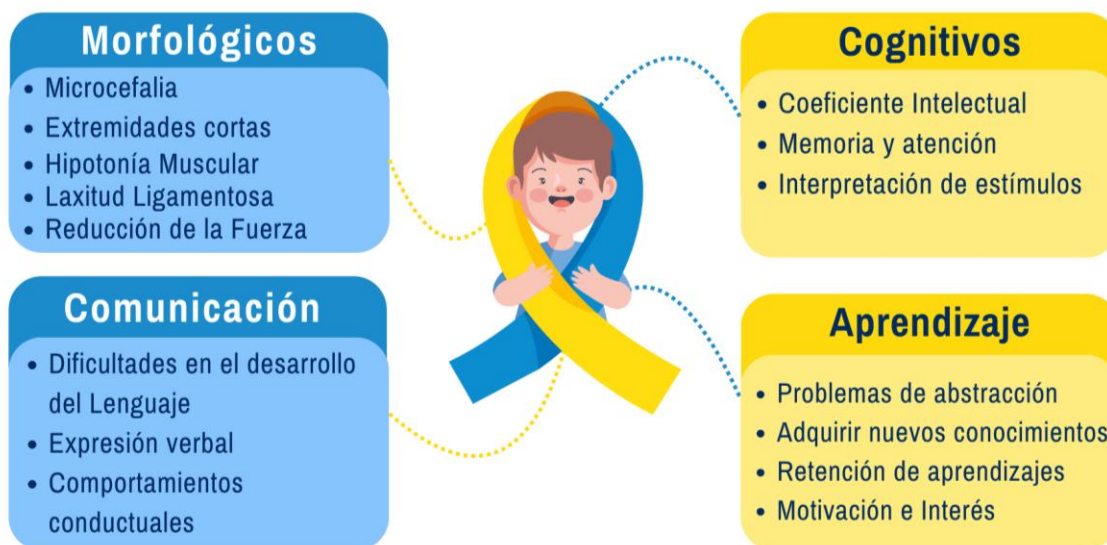 Morfológicos
• Microcefalia
• Extremidades cortas
• Hipotonía Muscular
• Laxitud Ligamentosa
• Reducción de la Fuerza
Comunicación
• Dificultades en el desarrollo
del Lenguaje
• Expresión verbal
• Comportamientos
conductuales
Cognitivos
• Coeficiente Intelectual
• Memoria y atención
• Interpretación de estímulos
Aprendizaje
• Problemas de abstracción
• Adquirir nuevos conocimientos
• Retención de aprendizajes
• Motivación e Interés